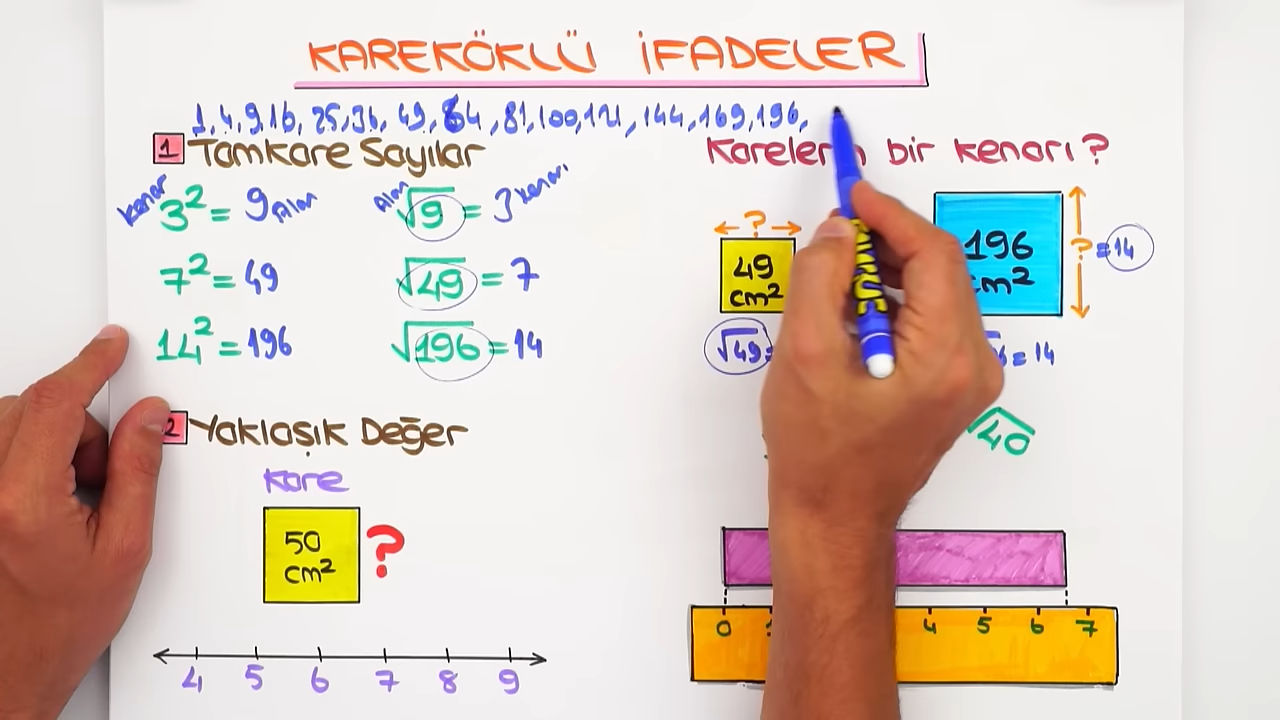 KAREKÖKLÜ İFADELER
1, 4, 9, 16, 25, 36, 49, 64, 81, 100, 121, 144, 169, 196,
1 Tamkare Sayılar
Kenar 3² = 9 Alan
Alan √9 = 3 kenarı
7² = 49
√49 = 7
14² = 196
√196 = 14
Karelerin bir kenarı?
?
49
cm²
√49=
196
cm²
? = 14
= 14
√40
2 Yaklaşık Değer
Kare
50
cm²
?
4 5 6 7 8 9
0 4 5 6 7